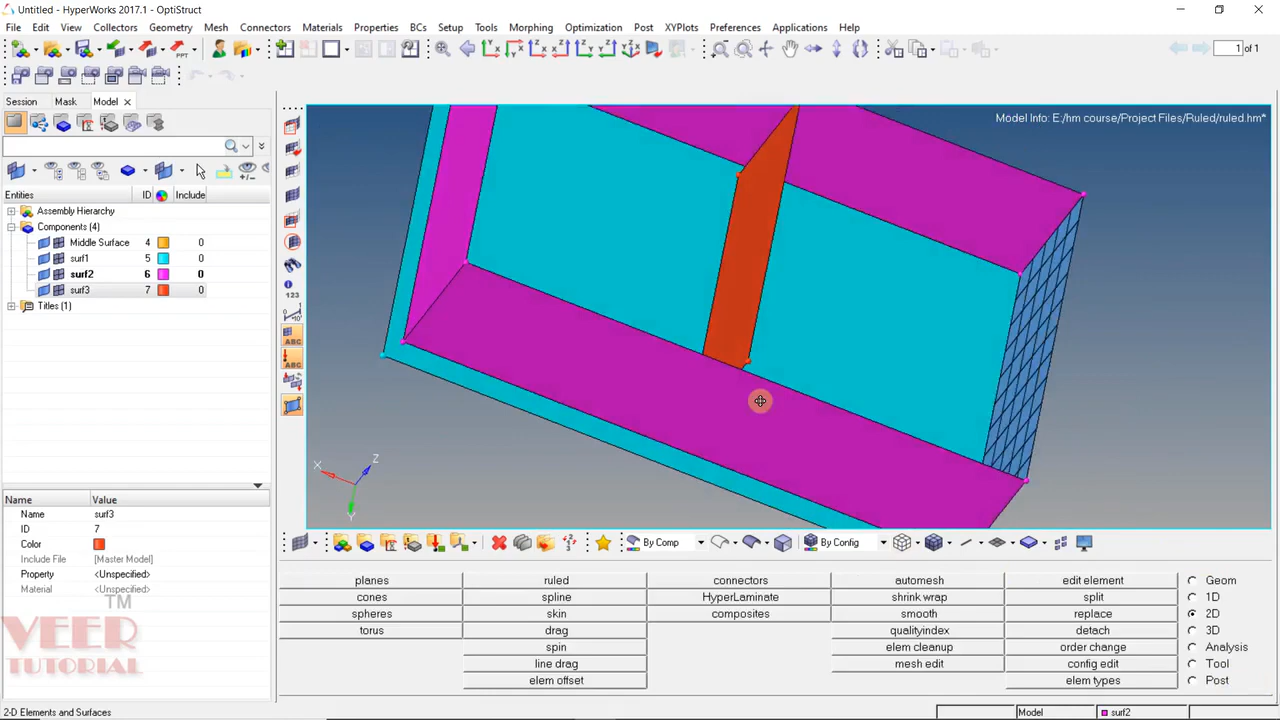 Untitled - HyperWorks 2017.1 - OptiStruct
File Edit View Collectors Geometry Mesh Connectors Materials Properties BCs Setup Tools Morphing Optimization Post XYPlots Preferences Applications Help
1 of 1
Session Mask Model
Entities ID Include
Assembly Hierarchy
Components (4)
Middle Surface 4 0
surf1 5 0
surf2 6 0
surf3 7 0
Titles (1)
Model Info: E:/hm course/Project Files/Ruled/ruled.hm*
123
ABC
ABC
X Z
Y
Name Value
Name surf3
ID 7
Color
Include File [Master Model]
Property <Unspecified>
Material <Unspecified>
TM
VEER
TUTORIAL
By Comp By Config
planes ruled connectors automesh edit element Geom
cones spline HyperLaminate shrink wrap split 1D
spheres skin composites smooth replace 2D
torus drag qualityindex detach 3D
spin elem cleanup order change Analysis
line drag mesh edit config edit Tool
elem offset elem types Post
2-D Elements and Surfaces Model surf2